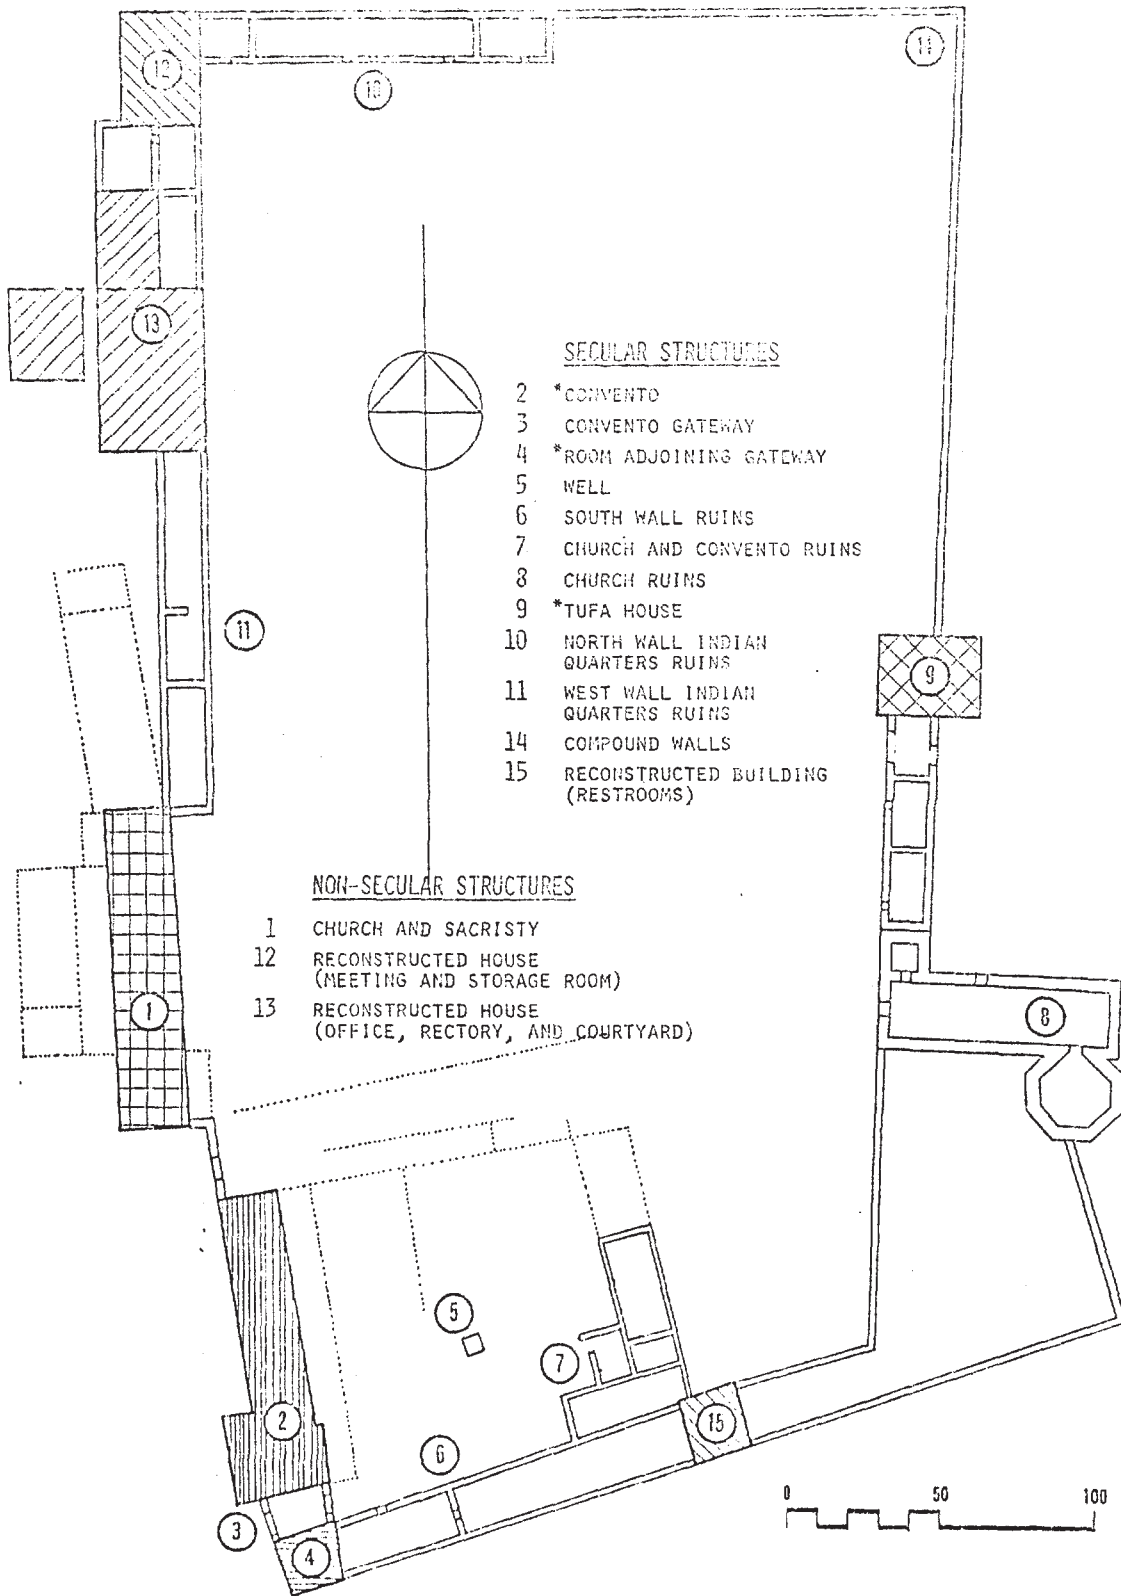 12
10
11
13
SECULAR STRUCTURES
2 *CONVENTO
3 CONVENTO GATEWAY
4 *ROOM ADJOINING GATEWAY
5 WELL
6 SOUTH WALL RUINS
7 CHURCH AND CONVENTO RUINS
8 CHURCH RUINS
9 *TUFA HOUSE
10 NORTH WALL INDIAN
QUARTERS RUINS
11 WEST WALL INDIAN
QUARTERS RUINS
14 COMPOUND WALLS
15 RECONSTRUCTED BUILDING
(RESTROOMS)
11
9
NON-SECULAR STRUCTURES
1 CHURCH AND SACRISTY
12 RECONSTRUCTED HOUSE
(MEETING AND STORAGE ROOM)
13 RECONSTRUCTED HOUSE
(OFFICE, RECTORY, AND COURTYARD)
1
8
5
7
2
15
6
3
4
0 50 100